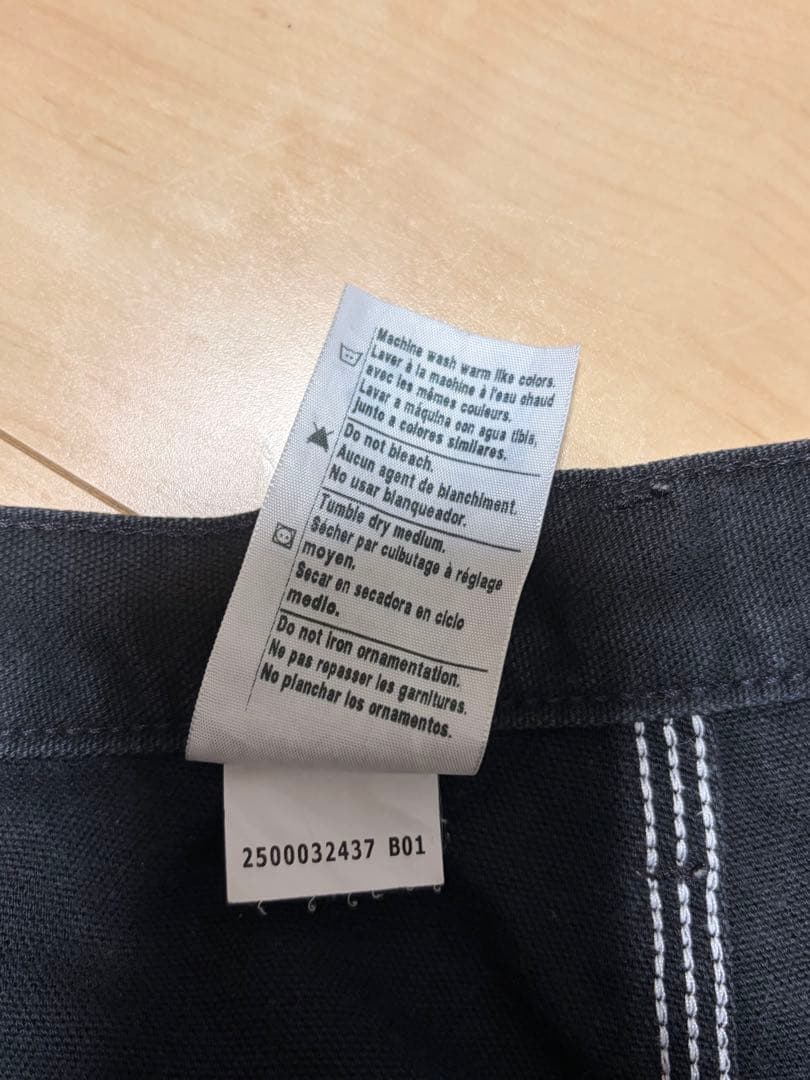 Machine wash warm like colors.
Laver à la machine à l'eau chaud
avec les mêmes couleurs.
Lavar a máquina con agua tibia,
junto a colores similares.
Do not bleach.
Aucun agent de blanchiment.
No usar blanqueador.
Tumble dry medium.
Sécher par culbutage à réglage
moyen.
Secar en secadora en ciclo
medio.
Do not iron ornamentation.
Ne pas repasser les garnitures.
No planchar los ornamentos.
2500032437 B01